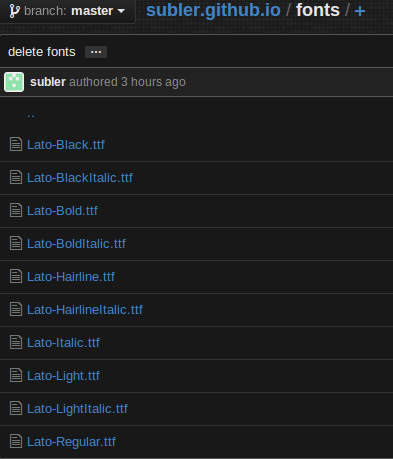 branch: master subler.github.io / fonts / +
delete fonts ...
subler authored 3 hours ago
..
Lato-Black.ttf
Lato-BlackItalic.ttf
Lato-Bold.ttf
Lato-BoldItalic.ttf
Lato-Hairline.ttf
Lato-HairlineItalic.ttf
Lato-Italic.ttf
Lato-Light.ttf
Lato-LightItalic.ttf
Lato-Regular.ttf